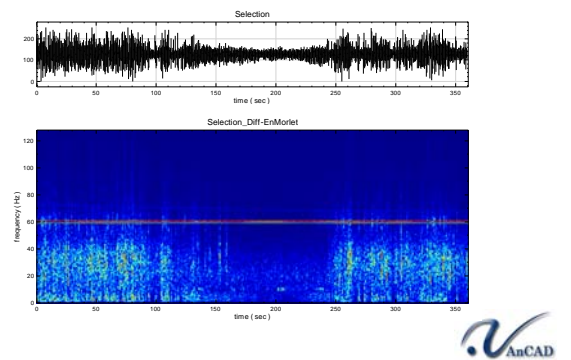 Selection
200
100
0
0 50 100 150 200 250 300 350
time ( sec )
Selection_Diff-EnMorlet
120
100
80
60
40
20
0
frequency ( Hz )
0 50 100 150 200 250 300 350
time ( sec )
AnCAD